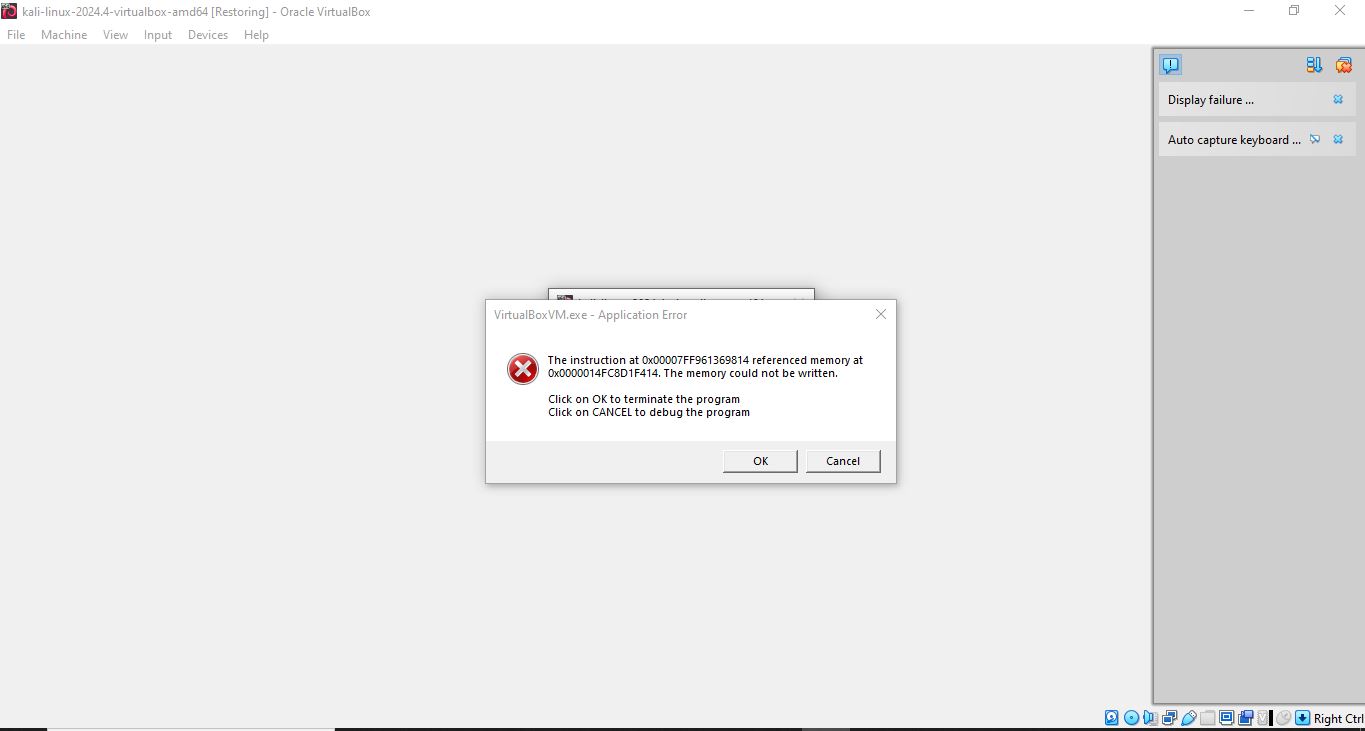 kali-linux-2024.4-virtualbox-amd64 [Restoring] - Oracle VirtualBox
File Machine View Input Devices Help
Display failure ...
Auto capture keyboard ...
VirtualBoxVM.exe - Application Error
The instruction at 0x00007FF961369814 referenced memory at
0x0000014FC8D1F414. The memory could not be written.
Click on OK to terminate the program
Click on CANCEL to debug the program
OK Cancel
Right Ctrl